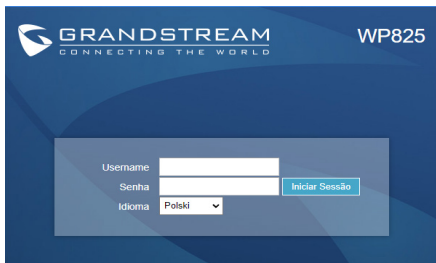 GRANDSTREAM
CONNECTING THE WORLD
WP825
Username
Senha
Iniciar Sessão
Idioma
Polski